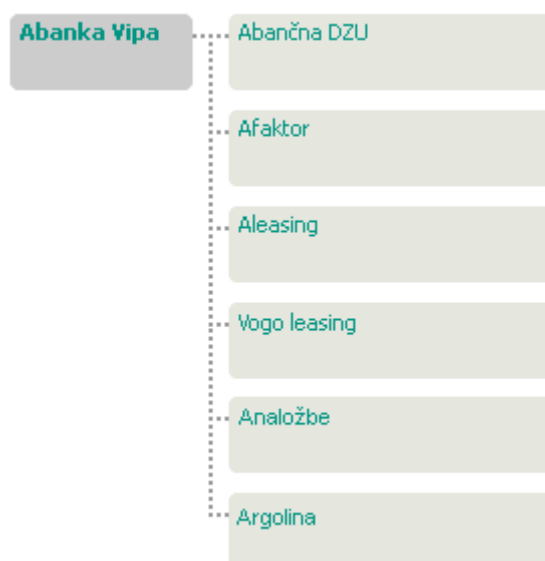 Abanka Vipa
Abančna DZU
Afaktor
Aleasing
Vogo leasing
Analožbe
Argolina